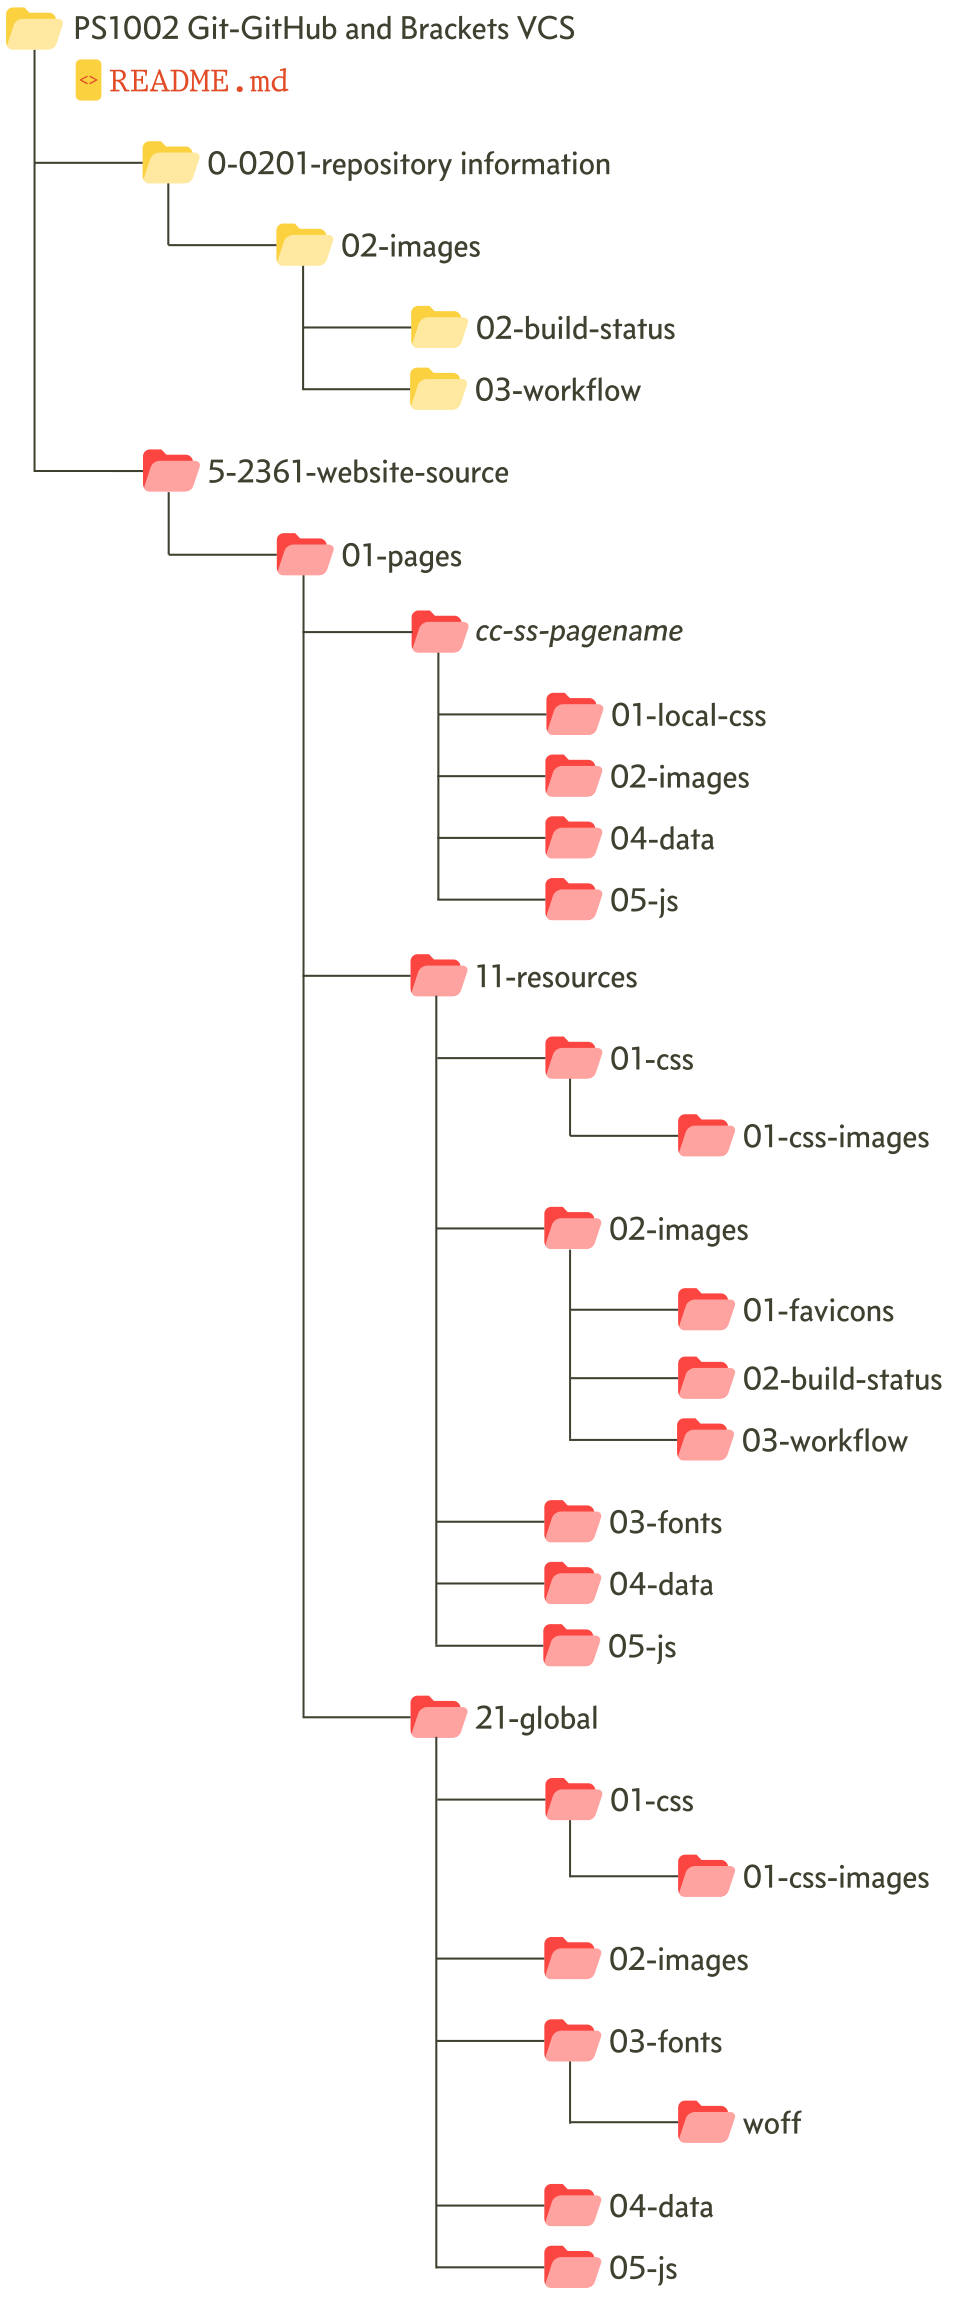 PS1002 Git-GitHub and Brackets VCS
<> README.md
0-0201-repository information
02-images
02-build-status
03-workflow
5-2361-website-source
01-pages
cc-ss-pagename
01-local-css
02-images
04-data
05-js
11-resources
01-css
01-css-images
02-images
01-favicons
02-build-status
03-workflow
03-fonts
04-data
05-js
21-global
01-css
01-css-images
02-images
03-fonts
woff
04-data
05-js